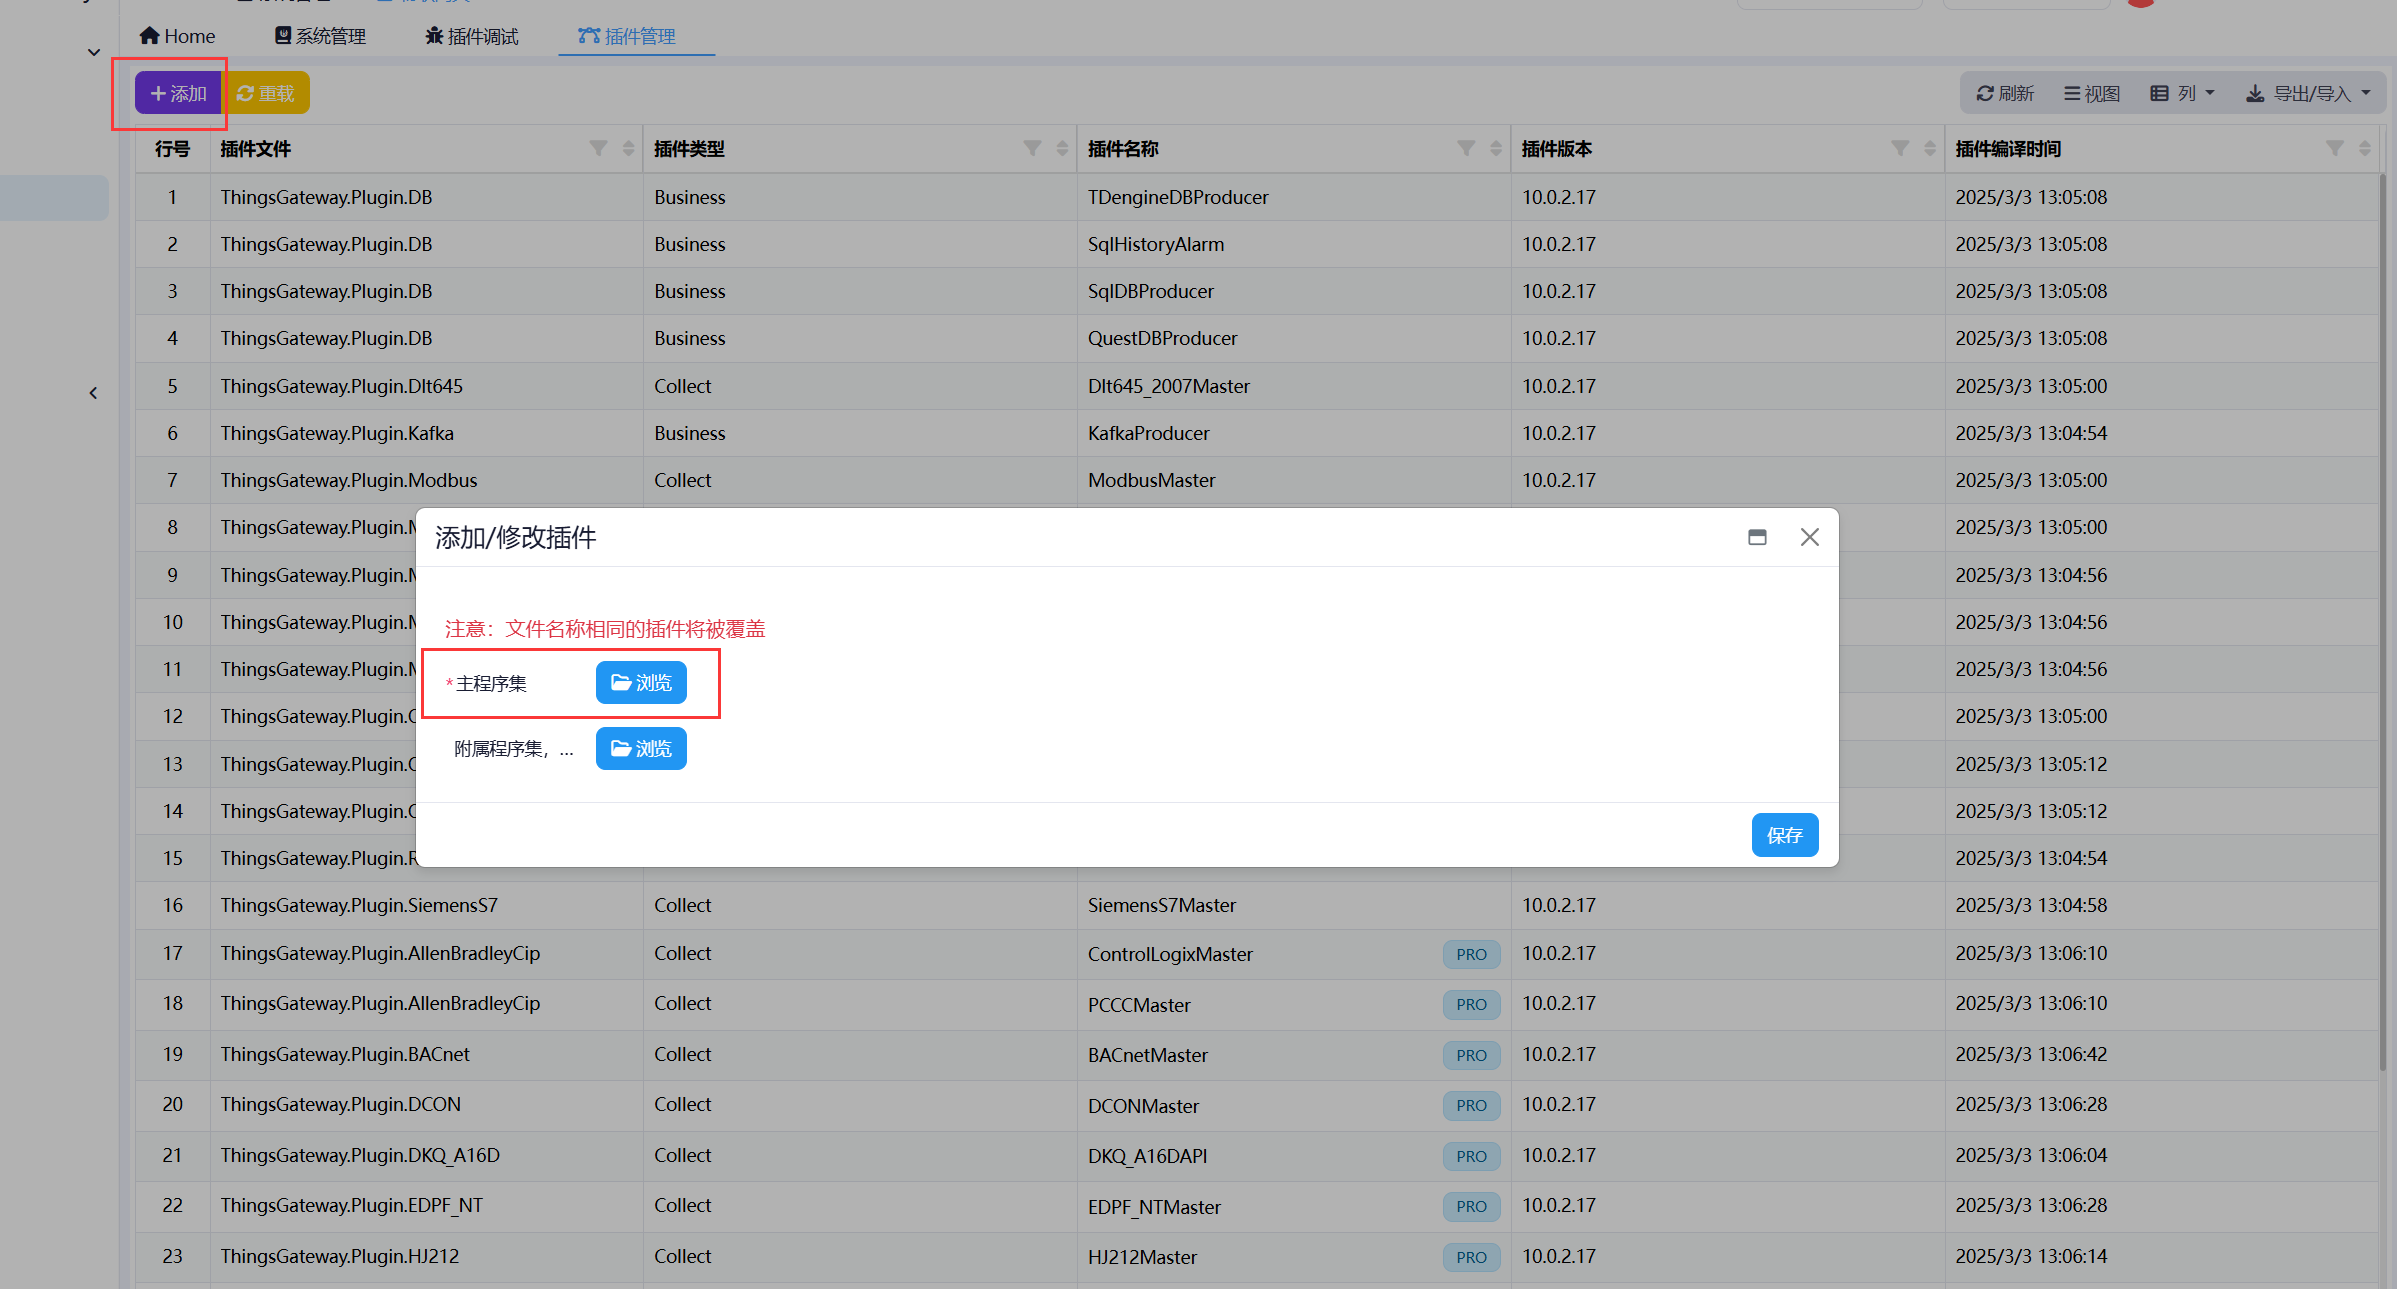 Home 系统管理 插件调试 插件管理
添加 重载 刷新 视图 列 导出/导入
行号 插件文件 插件类型 插件名称 插件版本 插件编译时间
1 ThingsGateway.Plugin.DB Business TDengineDBProducer 10.0.2.17 2025/3/3 13:05:08
2 ThingsGateway.Plugin.DB Business SqlHistoryAlarm 10.0.2.17 2025/3/3 13:05:08
3 ThingsGateway.Plugin.DB Business SqlDBProducer 10.0.2.17 2025/3/3 13:05:08
4 ThingsGateway.Plugin.DB Business QuestDBProducer 10.0.2.17 2025/3/3 13:05:08
5 ThingsGateway.Plugin.Dlt645 Collect Dlt645_2007Master 10.0.2.17 2025/3/3 13:05:00
6 ThingsGateway.Plugin.Kafka Business KafkaProducer 10.0.2.17 2025/3/3 13:04:54
7 ThingsGateway.Plugin.Modbus Collect ModbusMaster 10.0.2.17 2025/3/3 13:05:00
8 ThingsGateway.Plugin.M 2025/3/3 13:05:00
9 ThingsGateway.Plugin.M 2025/3/3 13:04:56
10 ThingsGateway.Plugin.M 2025/3/3 13:04:56
11 ThingsGateway.Plugin.M 2025/3/3 13:04:56
12 ThingsGateway.Plugin. 2025/3/3 13:05:00
13 ThingsGateway.Plugin. 2025/3/3 13:05:12
14 ThingsGateway.Plugin. 2025/3/3 13:05:12
15 ThingsGateway.Plugin.R 2025/3/3 13:04:54
添加/修改插件
注意：文件名称相同的插件将被覆盖
*主程序集 浏览
附属程序集，... 浏览
保存
16 ThingsGateway.Plugin.SiemensS7 Collect SiemensS7Master 10.0.2.17 2025/3/3 13:04:58
17 ThingsGateway.Plugin.AllenBradleyCip Collect ControlLogixMaster PRO 10.0.2.17 2025/3/3 13:06:10
18 ThingsGateway.Plugin.AllenBradleyCip Collect PCCCMaster PRO 10.0.2.17 2025/3/3 13:06:10
19 ThingsGateway.Plugin.BACnet Collect BACnetMaster PRO 10.0.2.17 2025/3/3 13:06:42
20 ThingsGateway.Plugin.DCON Collect DCONMaster PRO 10.0.2.17 2025/3/3 13:06:28
21 ThingsGateway.Plugin.DKQ_A16D Collect DKQ_A16DAPI PRO 10.0.2.17 2025/3/3 13:06:04
22 ThingsGateway.Plugin.EDPF_NT Collect EDPF_NTMaster PRO 10.0.2.17 2025/3/3 13:06:28
23 ThingsGateway.Plugin.HJ212 Collect HJ212Master PRO 10.0.2.17 2025/3/3 13:06:14